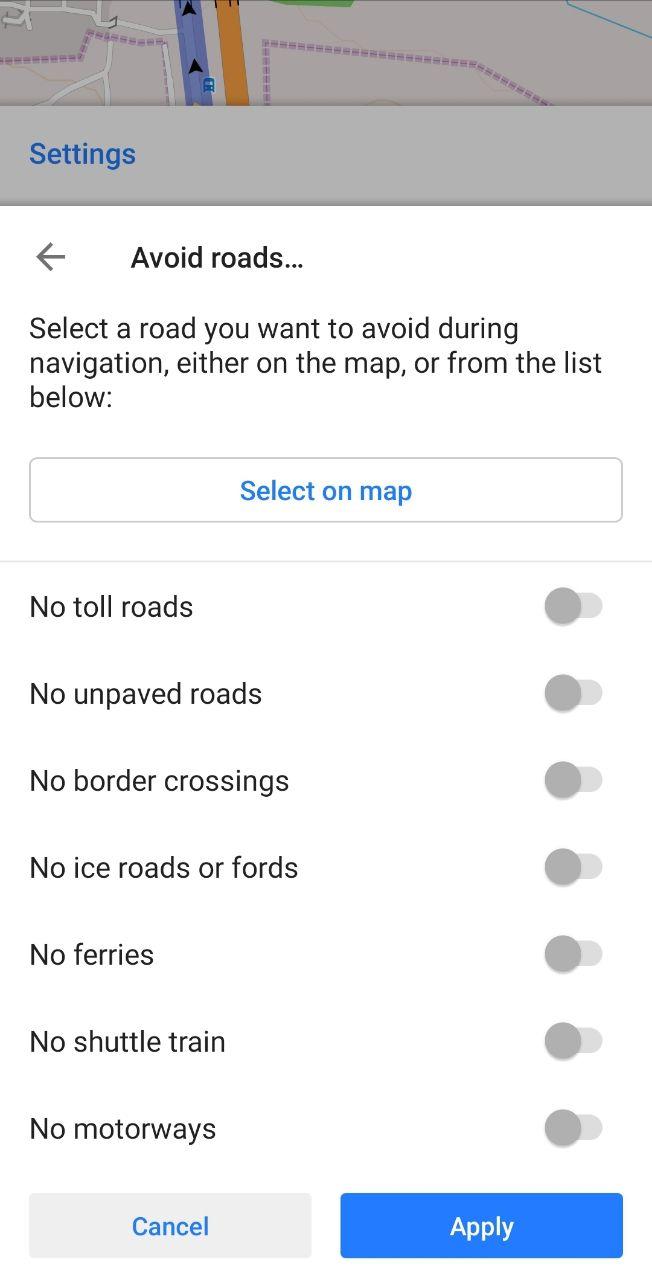 Settings
Avoid roads…
Select a road you want to avoid during
navigation, either on the map, or from the list
below:
Select on map
No toll roads
No unpaved roads
No border crossings
No ice roads or fords
No ferries
No shuttle train
No motorways
Cancel
Apply